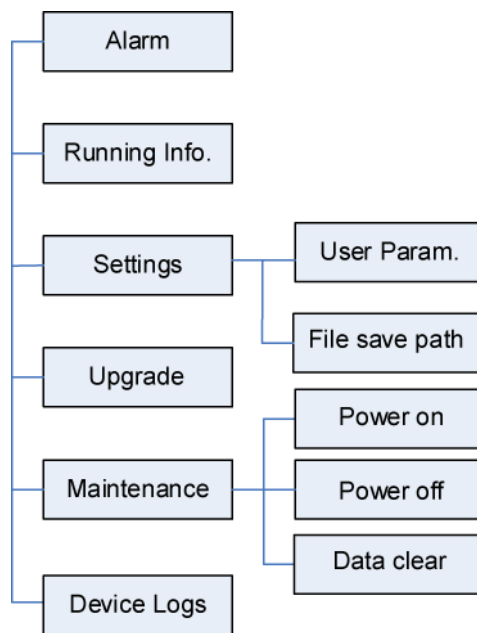 Alarm
Running Info.
Settings
User Param.
File save path
Upgrade
Maintenance
Power on
Power off
Data clear
Device Logs